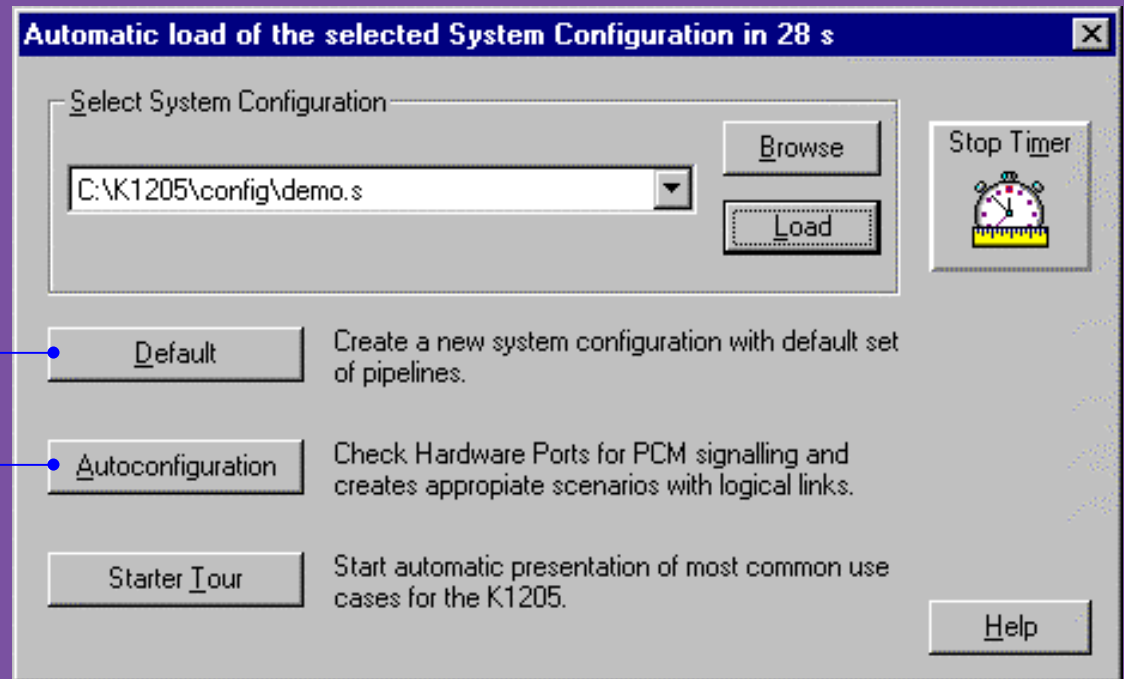 Automatic load of the selected System Configuration in 28 s
Select System Configuration
Browse
Stop Timer
C:\K1205\config\demo.s
Load
Default
Create a new system configuration with default set
of pipelines.
Autoconfiguration
Check Hardware Ports for PCM signalling and
creates appropiate scenarios with logical links.
Starter Tour
Start automatic presentation of most common use
cases for the K1205.
Help